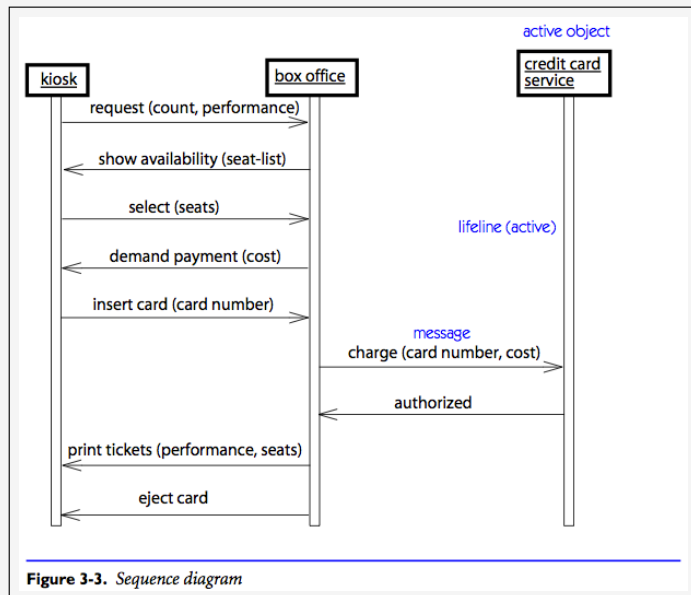 active object
kiosk
box office
credit card
service
request (count, performance)
show availability (seat-list)
select (seats)
lifeline (active)
demand payment (cost)
insert card (card number)
message
charge (card number, cost)
authorized
print tickets (performance, seats)
eject card
Figure 3-3. Sequence diagram